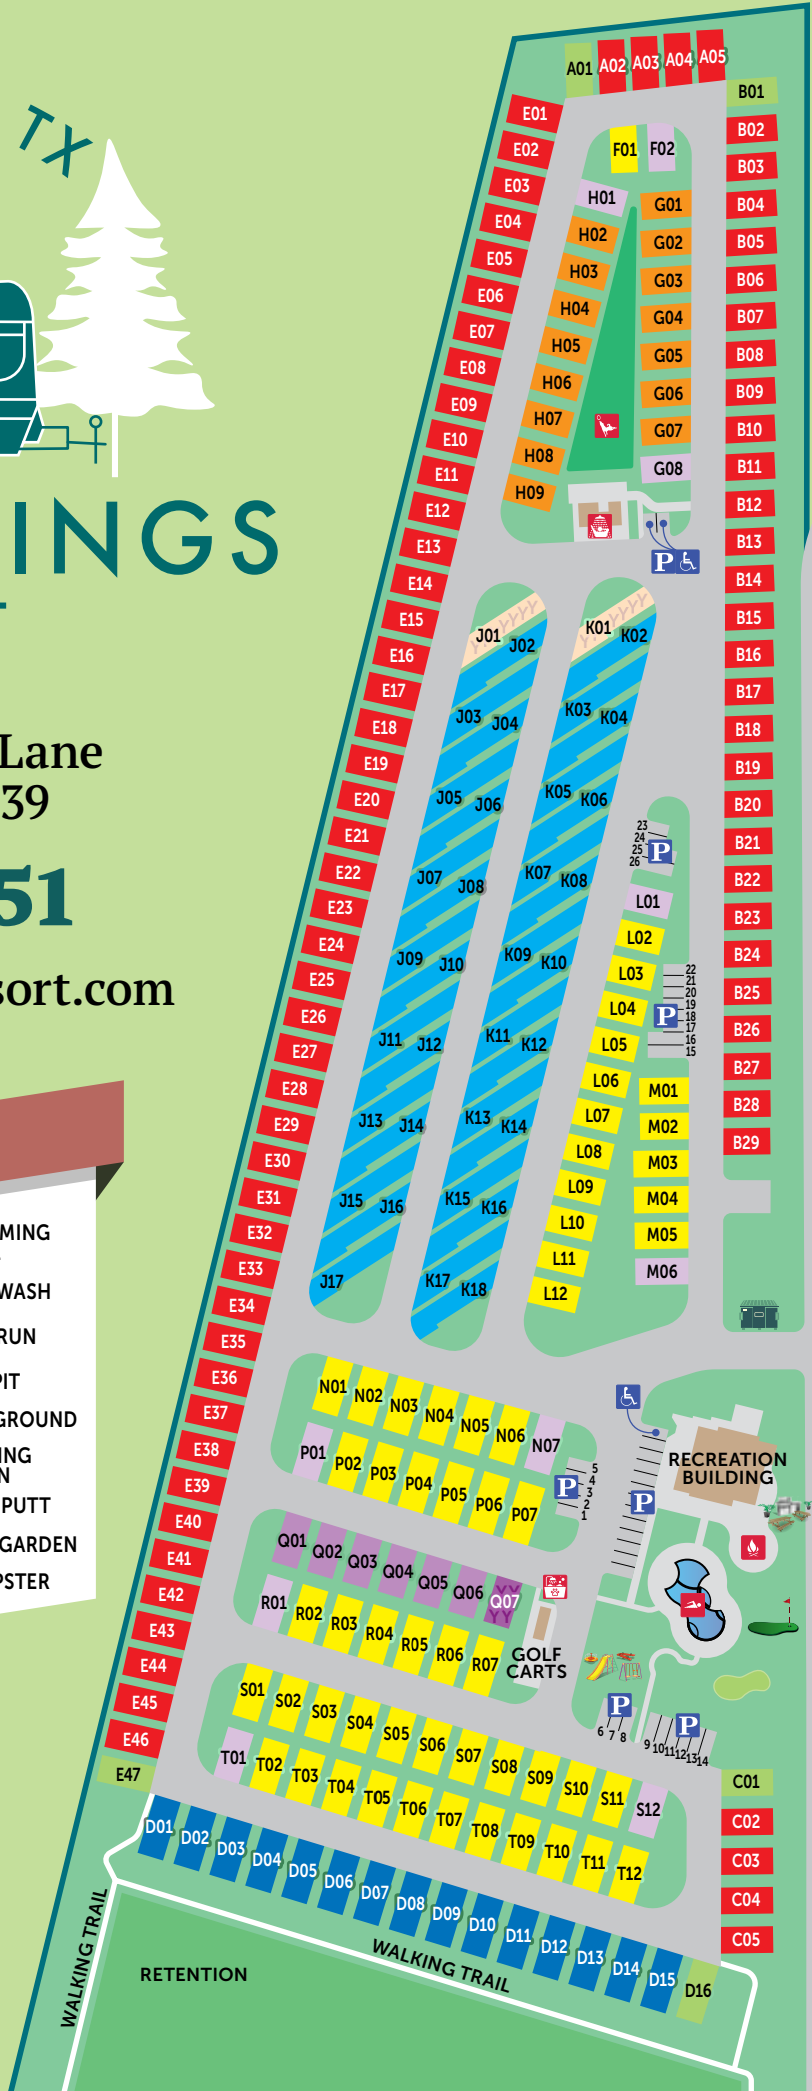 TX
INGS
Lane
39
51
sort.com
MING
WASH
RUN
PIT
GROUND
ING
N
PUTT
GARDEN
PSTER
A01 A02 A03 A04 A05
B01
B02
B03
B04
B05
B06
B07
B08
B09
B10
B11
B12
B13
B14
B15
B16
B17
B18
B19
B20
B21
B22
B23
B24
B25
B26
B27
B28
B29
E01
E02
E03
E04
E05
E06
E07
E08
E09
E10
E11
E12
E13
E14
E15
E16
E17
E18
E19
E20
E21
E22
E23
E24
E25
E26
E27
E28
E29
E30
E31
E32
E33
E34
E35
E36
E37
E38
E39
E40
E41
E42
E43
E44
E45
E46
E47
F01 F02
H01
H02
H03
H04
H05
H06
H07
H08
H09
G01
G02
G03
G04
G05
G06
G07
G08
P
J01 J02
J03 J04
J05 J06
J07 J08
J09 J10
J11 J12
J13 J14
J15 J16
J17
K01 K02
K03 K04
K05 K06
K07 K08
K09 K10
K11 K12
K13 K14
K15 K16
K17 K18
23
24
25
26
P
L01
L02
L03
L04
L05
L06
L07
L08
L09
L10
L11
L12
22
21
20
19
18
17
16
15
P
M01
M02
M03
M04
M05
M06
N01 N02 N03 N04 N05 N06 N07
P01 P02 P03 P04 P05 P06 P07
P
5
4
3
2
1
P
RECREATION
BUILDING
Q01 Q02 Q03 Q04 Q05 Q06 Q07
R01 R02 R03 R04 R05 R06 R07
GOLF
CARTS
P
6 7 8
P
9 10 11 12 13 14
S01 S02 S03 S04 S05 S06 S07 S08 S09 S10 S11 S12
T01 T02 T03 T04 T05 T06 T07 T08 T09 T10 T11 T12
C01
C02
C03
C04
C05
D01 D02 D03 D04 D05 D06 D07 D08 D09 D10 D11 D12 D13 D14 D15 D16
WALKING TRAIL
WALKING TRAIL
RETENTION